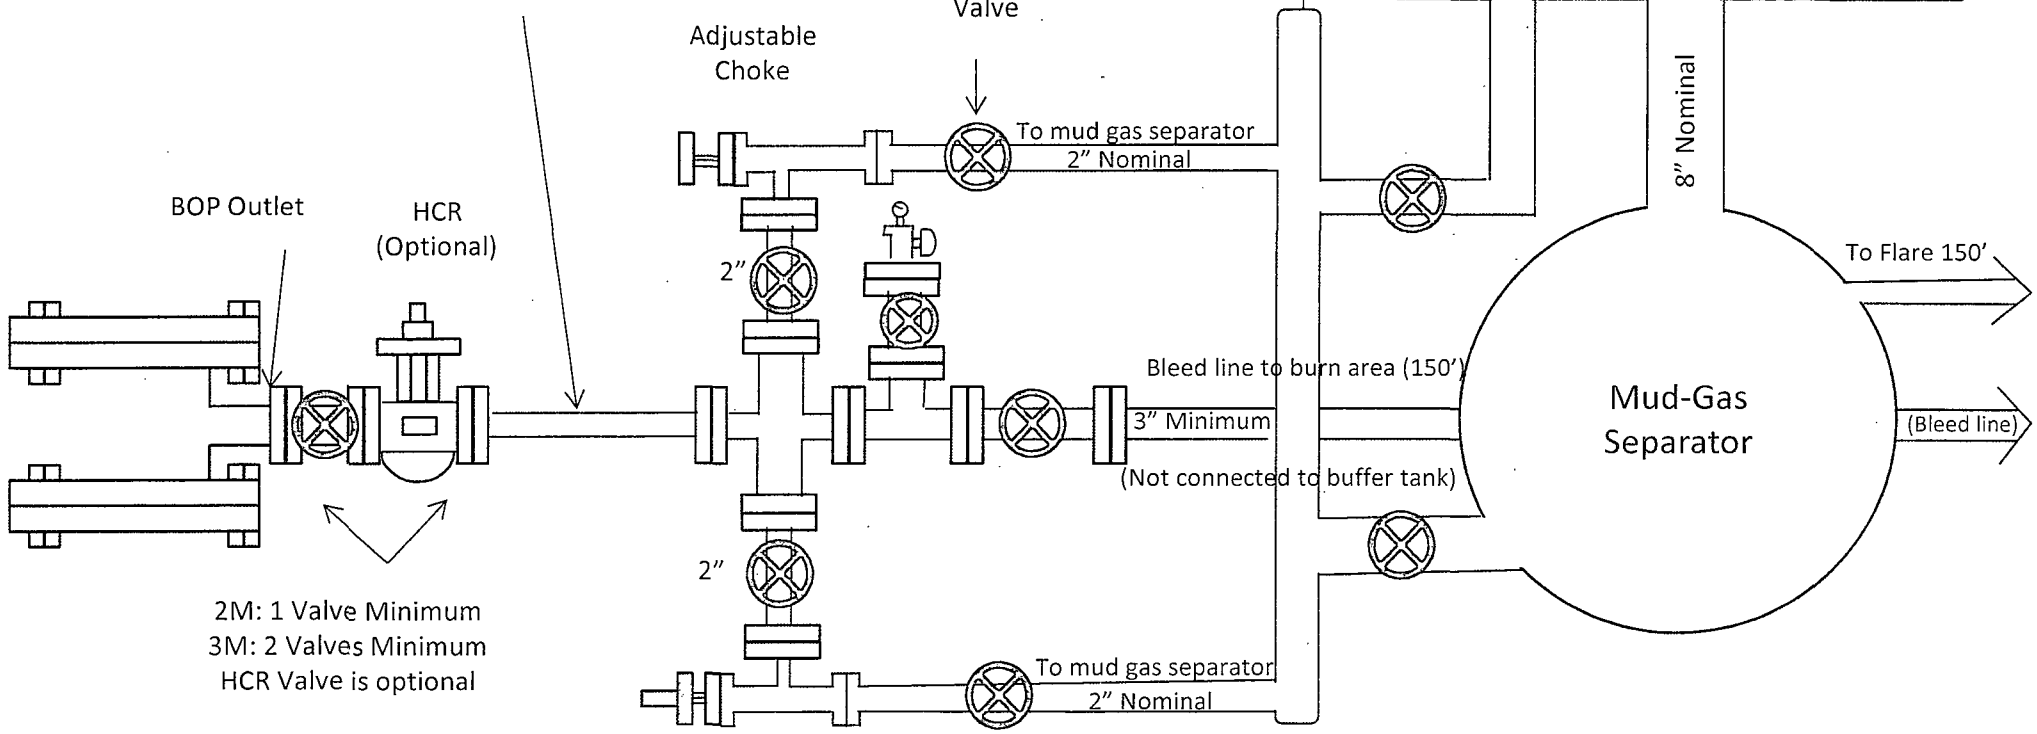 Valve
Adjustable
Choke
8” Nominal
To mud gas separator
2” Nominal
BOP Outlet
HCR
(Optional)
2”
To Flare 150’
Bleed line to burn area (150’)
3” Minimum
(Not connected to buffer tank)
Mud-Gas
Separator
(Bleed line)
2”
2M: 1 Valve Minimum
3M: 2 Valves Minimum
HCR Valve is optional
To mud gas separator
2” Nominal